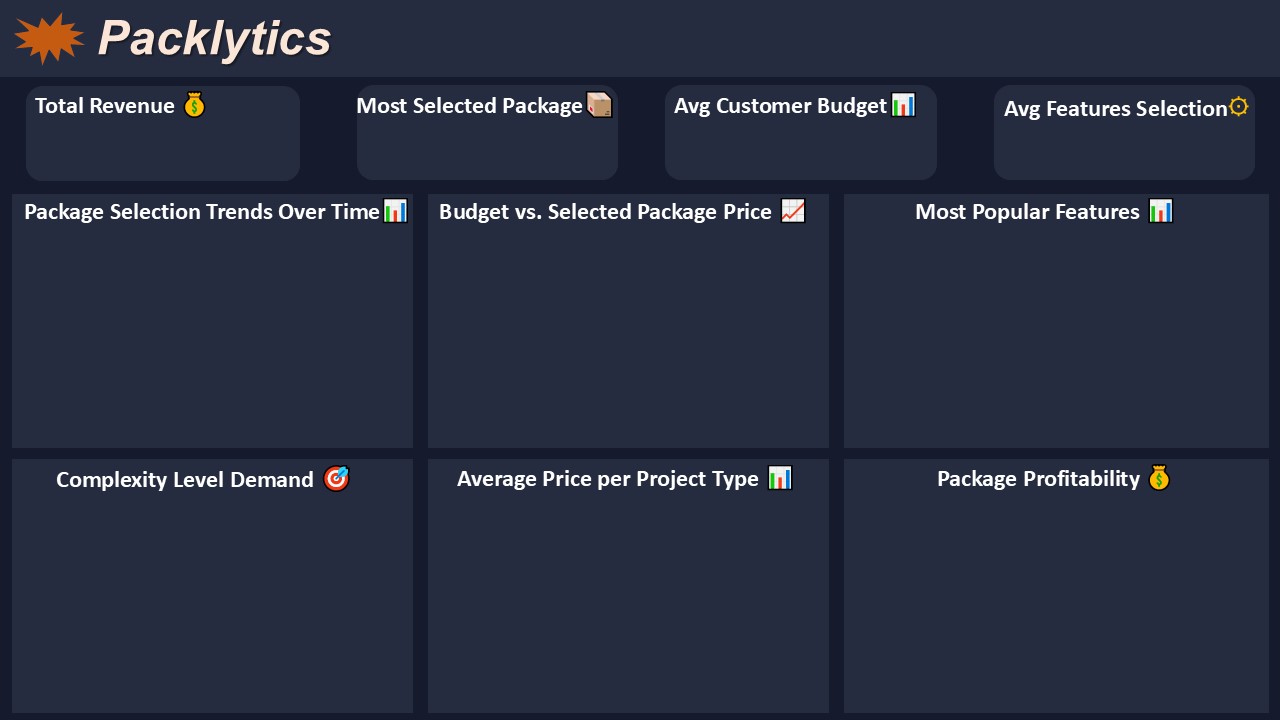 Packlytics
Total Revenue 💰
Most Selected Package 📦
Avg Customer Budget 📊
Avg Features Selection ⚙
Package Selection Trends Over Time 📊
Budget vs. Selected Package Price 📈
Most Popular Features 📊
Complexity Level Demand 🎯
Average Price per Project Type 📊
Package Profitability 💰